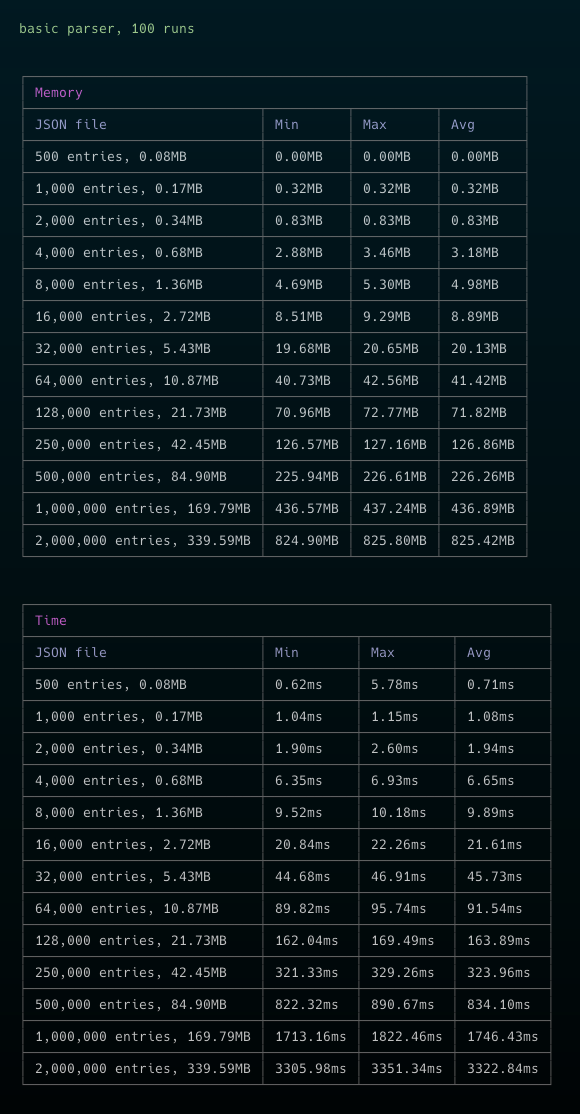 basic parser, 100 runs
Memory
JSON file Min Max Avg
500 entries, 0.08MB 0.00MB 0.00MB 0.00MB
1,000 entries, 0.17MB 0.32MB 0.32MB 0.32MB
2,000 entries, 0.34MB 0.83MB 0.83MB 0.83MB
4,000 entries, 0.68MB 2.88MB 3.46MB 3.18MB
8,000 entries, 1.36MB 4.69MB 5.30MB 4.98MB
16,000 entries, 2.72MB 8.51MB 9.29MB 8.89MB
32,000 entries, 5.43MB 19.68MB 20.65MB 20.13MB
64,000 entries, 10.87MB 40.73MB 42.56MB 41.42MB
128,000 entries, 21.73MB 70.96MB 72.77MB 71.82MB
250,000 entries, 42.45MB 126.57MB 127.16MB 126.86MB
500,000 entries, 84.90MB 225.94MB 226.61MB 226.26MB
1,000,000 entries, 169.79MB 436.57MB 437.24MB 436.89MB
2,000,000 entries, 339.59MB 824.90MB 825.80MB 825.42MB
Time
JSON file Min Max Avg
500 entries, 0.08MB 0.62ms 5.78ms 0.71ms
1,000 entries, 0.17MB 1.04ms 1.15ms 1.08ms
2,000 entries, 0.34MB 1.90ms 2.60ms 1.94ms
4,000 entries, 0.68MB 6.35ms 6.93ms 6.65ms
8,000 entries, 1.36MB 9.52ms 10.18ms 9.89ms
16,000 entries, 2.72MB 20.84ms 22.26ms 21.61ms
32,000 entries, 5.43MB 44.68ms 46.91ms 45.73ms
64,000 entries, 10.87MB 89.82ms 95.74ms 91.54ms
128,000 entries, 21.73MB 162.04ms 169.49ms 163.89ms
250,000 entries, 42.45MB 321.33ms 329.26ms 323.96ms
500,000 entries, 84.90MB 822.32ms 890.67ms 834.10ms
1,000,000 entries, 169.79MB 1713.16ms 1822.46ms 1746.43ms
2,000,000 entries, 339.59MB 3305.98ms 3351.34ms 3322.84ms